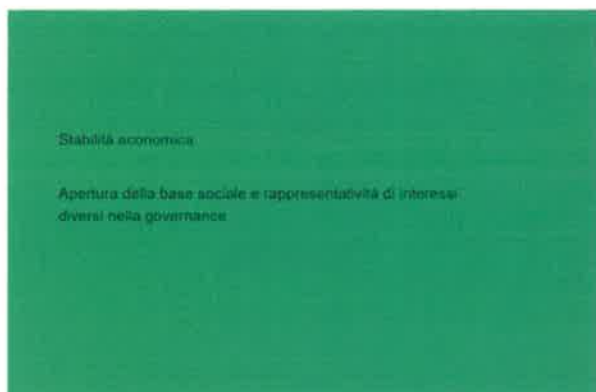 Stabilità economica
Apertura della base sociale e rappresentatività di interessi
diversi nella governance